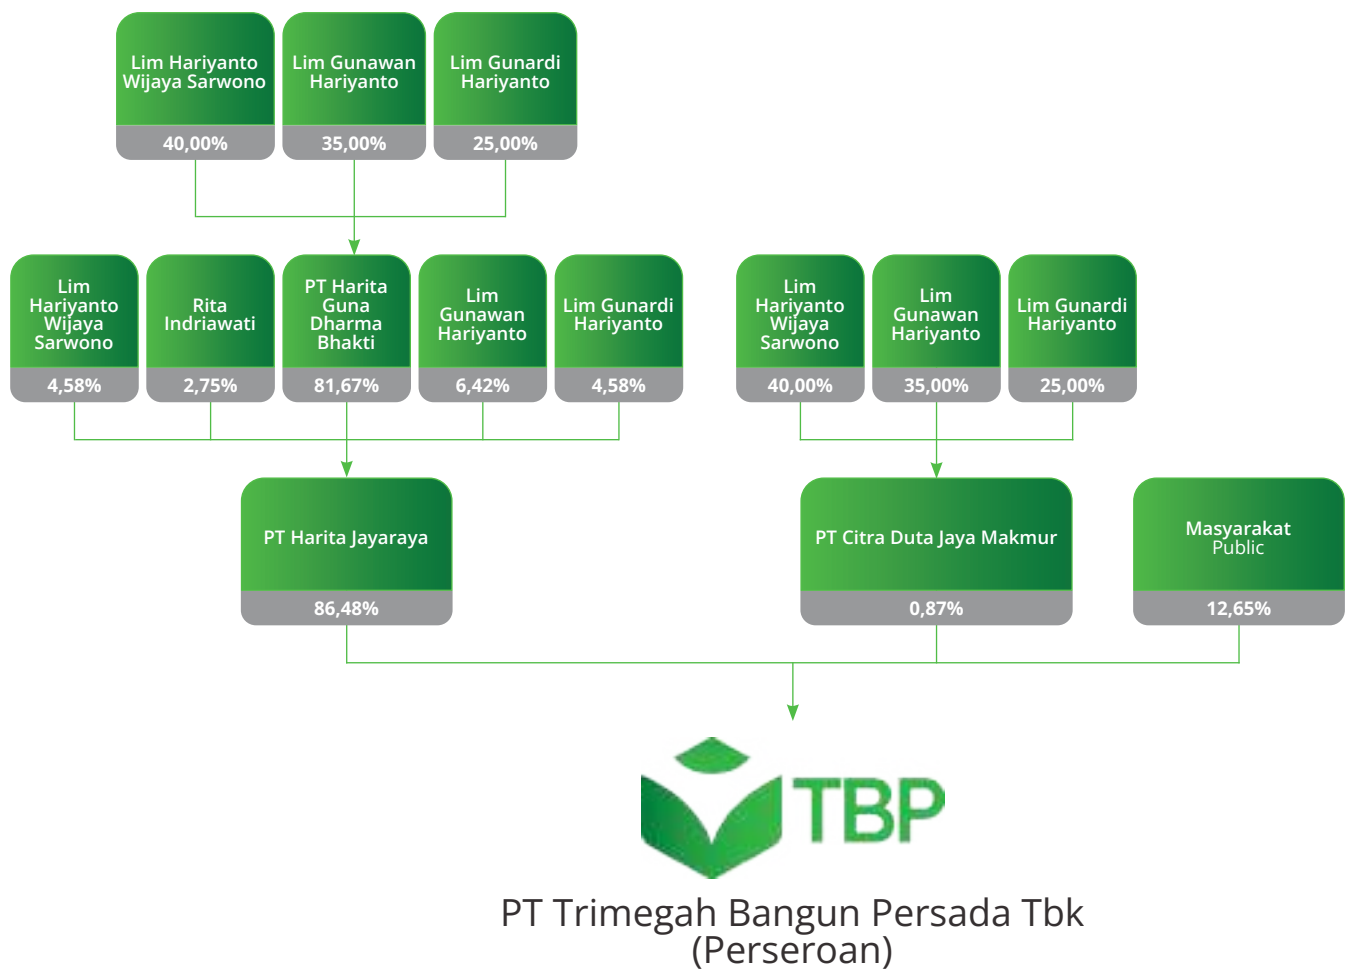 Lim Hariyanto
Wijaya Sarwono
40,00%
Lim Gunawan
Hariyanto
35,00%
Lim Gunardi
Hariyanto
25,00%
Lim
Hariyanto
Wijaya
Sarwono
4,58%
Rita
Indriawati
2,75%
PT Harita
Guna
Dharma
Bhakti
81,67%
Lim
Gunawan
Hariyanto
6,42%
Lim Gunardi
Hariyanto
4,58%
Lim
Hariyanto
Wijaya
Sarwono
40,00%
Lim
Gunawan
Hariyanto
35,00%
Lim Gunardi
Hariyanto
25,00%
PT Harita Jayaraya
86,48%
PT Citra Duta Jaya Makmur
0,87%
Masyarakat
Public
12,65%
TBP
PT Trimegah Bangun Persada Tbk
(Perseroan)